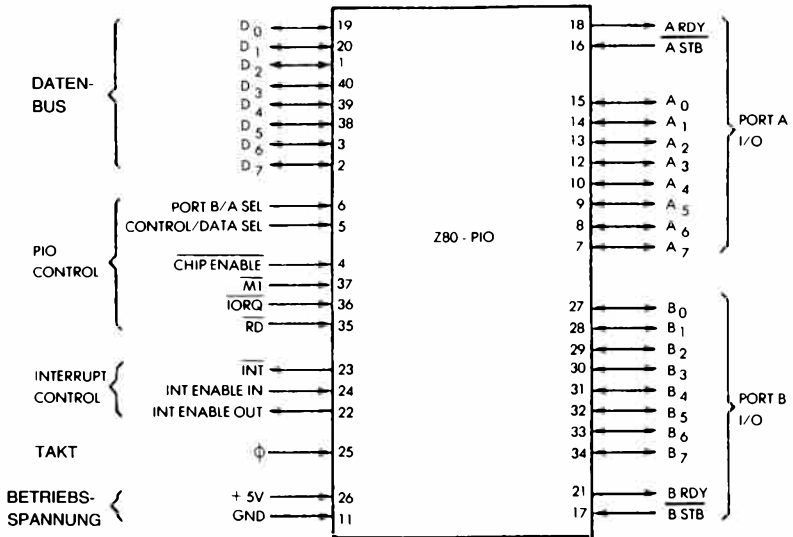 D0 19
D1 20
D2 1
D3 40
D4 39
D5 38
D6 3
D7 2
DATEN-
BUS
PORT B/A SEL 6
CONTROL/DATA SEL 5
CHIP ENABLE 4
M1 37
IORQ 36
RD 35
PIO
CONTROL
INT 23
INT ENABLE IN 24
INT ENABLE OUT 22
INTERRUPT
CONTROL
TAKT
ϕ 25
+ 5V 26
GND 11
BETRIEBS-
SPANNUNG
Z80 - PIO
18 A RDY
16 A STB
15 A0
14 A1
13 A2
12 A3
10 A4
9 A5
8 A6
7 A7
PORT A
I/O
27 B0
28 B1
29 B2
30 B3
31 B4
32 B5
33 B6
34 B7
21 B RDY
17 B STB
PORT B
I/O